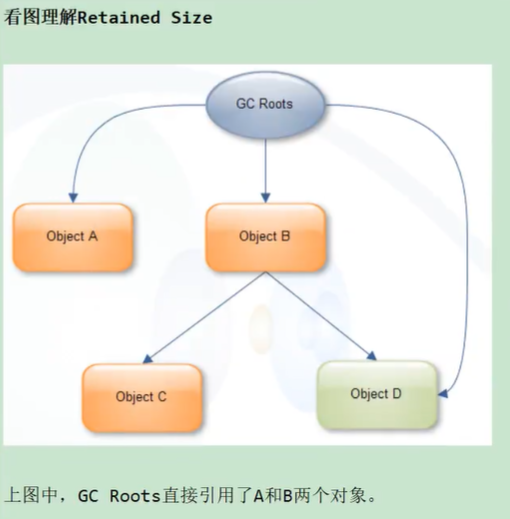 看图理解Retained Size
GC Roots
Object A
Object B
Object C
Object D
上图中，GC Roots直接引用了A和B两个对象。